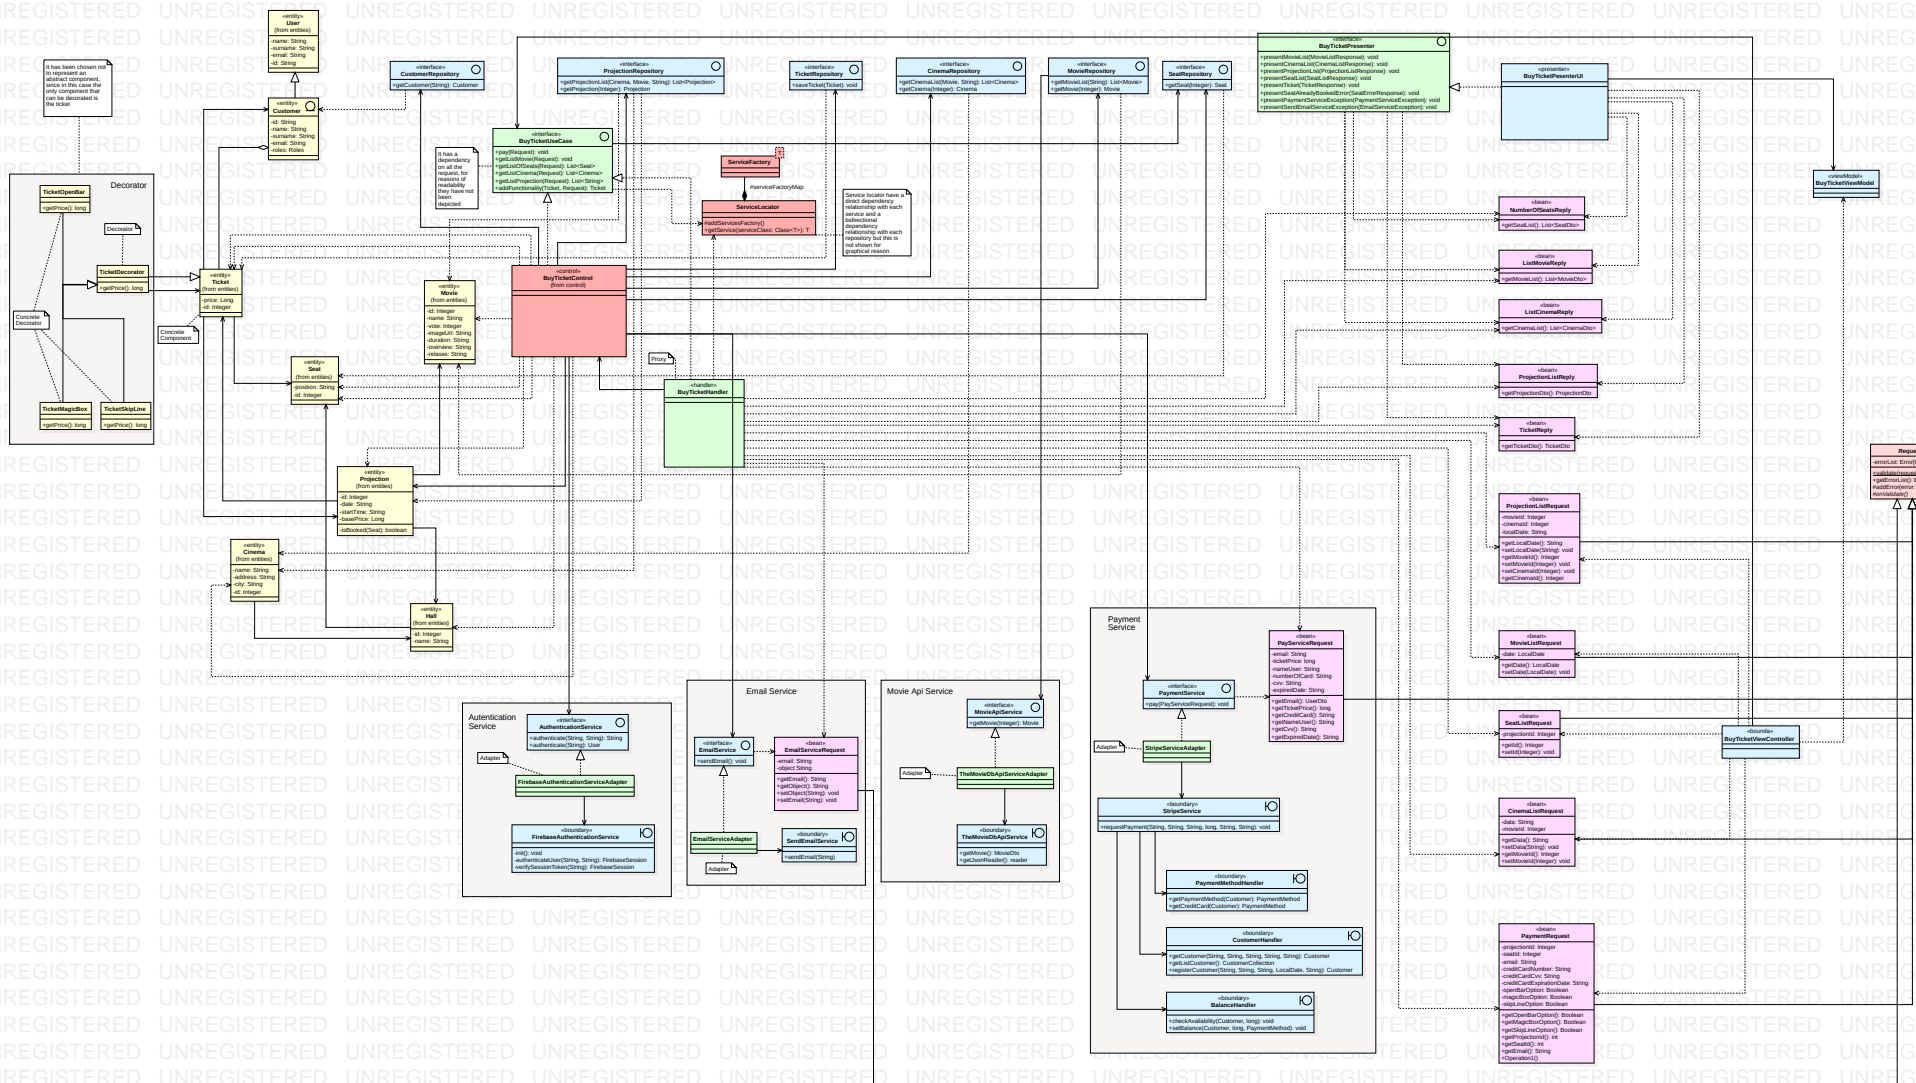 «entity»
User
(from entities)
-name: String
-surname: String
-email: String
-id: String
It has been chosen not
to represent an
abstract component,
since in this case the
only component that
can be decorated is
the ticket
«entity»
Customer
-id: String
-name: String
-surname: String
-email: String
-roles: Roles
«interface»
CustomerRepository
+getCustomer(String): Customer
«interface»
ProjectionRepository
+getProjectionList(Cinema, Movie, String): List<Projection>
+getProjection(Integer): Projection
«interface»
TicketRepository
+saveTicket(Ticket): void
«interface»
CinemaRepository
+getCinemaList(Movie, String): List<Cinema>
+getCinema(Integer): Cinema
«interface»
MovieRepository
+getMovieList(String): List<Movie>
+getMovie(Integer): Movie
«interface»
SeatRepository
+getSeat(Integer): Seat
«interface»
BuyTicketPresenter
+presentMovieList(MovieListResponse): void
+presentCinemaList(CinemaListResponse): void
+presentProjectionList(ProjectionListResponse): void
+presentSeatList(SeatListResponse): void
+presentTicket(TicketResponse): void
+presentSeatAlreadyBookedError(SeatErrorResponse): void
+presentPaymentServiceException(PaymentServiceException): void
+presentSendEmailServiceException(EmailServiceException): void
«presenter»
BuyTicketPesenterUI
«viewModel»
BuyTicketViewModel
It has a
dependency
on all the
request, for
reasons of
readability
they have not
been
depicted
«interface»
BuyTicketUseCase
+pay(Request): void
+getListMovie(Request): void
+getListOfSeats(Request): List<Seat>
+getListCinema(Request): List<Cinema>
+getListProjection(Request): List<String>
+addFunctionality(Ticket, Request): Ticket
T
ServiceFactory
#serviceFactoryMap
ServiceLocator
#addServicesFactory()
+getService(serviceClass: Class<T>): T
Service locator have a
direct dependency
relationship with each
service and a
bidirectional
dependency
relationship with each
repository but this is
not shown for
graphical reason
Decorator
TicketOpenBar
+getPrice(): long
Decorator
TicketDecorator
+getPrice(): long
Concrete
Decorator
TicketMagicBox
+getPrice(): long
TicketSkipLine
+getPrice(): long
«entity»
Ticket
(from entities)
-price: Long
-id: Integer
Concrete
Component
«entity»
Movie
(from entities)
-id: Integer
-name: String
-vote: Integer
-imageUrl: String
-duration: String
-overview: String
-relases: String
«control»
BuyTicketControl
(from control)
Proxy
«handler»
BuyTicketHandler
«entity»
Seat
(from entities)
-position: String
-id: Integer
«entity»
Projection
(from entities)
-id: Integer
-date: String
-startTime: String
-basePrice: Long
-isBooked(Seat): boolean
«entity»
Cinema
(from entities)
-name: String
-address: String
-city: String
-id: Integer
«entity»
Hall
(from entities)
-id: Integer
-name: String
«bean»
NumberOfSeatsReply
+getSeatList(): List<SeatDto>
«bean»
ListMovieReply
+getMovieList(): List<MovieDto>
«bean»
ListCinemaReply
+getCinemaList(): List<CinemaDto>
«bean»
ProjectionListReply
+getProjectionDto(): ProjectionDto
«bean»
TicketReply
+getTicketDto(): TicketDto
«bean»
ProjectionListRequest
-movieId: Integer
-cinemaId: Integer
-localDate: String
+getLocalDate(): String
+setLocalDate(String): void
+getMovieId(): Integer
+setMovieId(Integer): void
+setCinemaId(Integer): void
+getCinemaId(): Integer
«bean»
MovieListRequest
-date: LocalDate
+getDate(): LocalDate
+setDate(LocalDate): void
«bean»
SeatListRequest
-projectionId: Integer
+getId(): Integer
+setId(Integer): void
«bounda»
BuyTicketViewController
«bean»
CinemaListRequest
-data: String
-movieId: Integer
+getData(): String
+setData(String): void
+getMovieId(): Integer
+setMovieId(Integer): void
«bean»
PaymentRequest
-projectionId: Integer
-seatId: Integer
-email: String
-creditCardNumber: String
-creditCardCvv: String
-creditCardExpirationDate: String
-openBarOption: Boolean
-magicBoxOption: Boolean
-skipLineOption: Boolean
+getOpenBarOption(): Boolean
+getMagicBoxOption(): Boolean
+getSkipLineOption(): Boolean
+getProjectionId(): int
+getSeatId(): int
+getEmail(): String
+Operation1()
Reque
-errorList: Error[
+validate(reques
+getErrorList(): E
#addError(error:
#onValidate()
Autentication
Service
«interface»
AuthenticationService
+authenticate(String, String): String
+authenticate(): User
Adapter
FirebaseAuthenticationServiceAdapter
«boundary»
FirebaseAuthenticationService
-init(): void
-authenticateUser(String, String): FirebaseSession
-verifySessionToken(String): FirebaseSession
Email Service
«interface»
EmailService
+sendEmail(): void
«bean»
EmailServiceRequest
-email: String
-object: String
+getEmail(): String
+getObject(): String
+setObject(String): void
+setEmail(String): void
EmailServiceAdapter
Adapter
«boundary»
SendEmailService
+sendEmail(String)
Movie Api Service
«interface»
MovieApiService
+getMovie(Integer): Movie
Adapter
TheMovieDbApiServiceAdapter
«boundary»
TheMovieDbApiService
+getMovie(): MovieDto
+getJsonReader(): reader
Payment
Service
«bean»
PayServiceRequest
-email: String
-ticketPrice: long
-nameUser: String
-numberOfCard: String
-cvv: String
-expiredDate: String
+getEmail(): UserDto
+getTicketPrice(): long
+getCreditCard(): String
+getNameUser(): String
+getCvv(): String
+getExpiredDate(): String
«interface»
PaymentService
+pay(PayServiceRequest): void
Adapter
StripeServiceAdapter
«boundary»
StripeService
+requestPayment(String, String, String, long, String, String): void
«boundary»
PaymentMethodHandler
+getPaymentMethod(Customer): PaymentMethod
+getCreditCard(Customer): PaymentMethod
«boundary»
CustomerHandler
+getCustomer(String, String, String, String, String): Customer
+getListCustomer(): CustomerCollection
+registerCustomer(String, String, String, LocalDate, String): Customer
«boundary»
BalanceHandler
+checkAvailability(Customer, long): void
+setBalance(Customer, long, PaymentMethod): void
UNREGISTERED